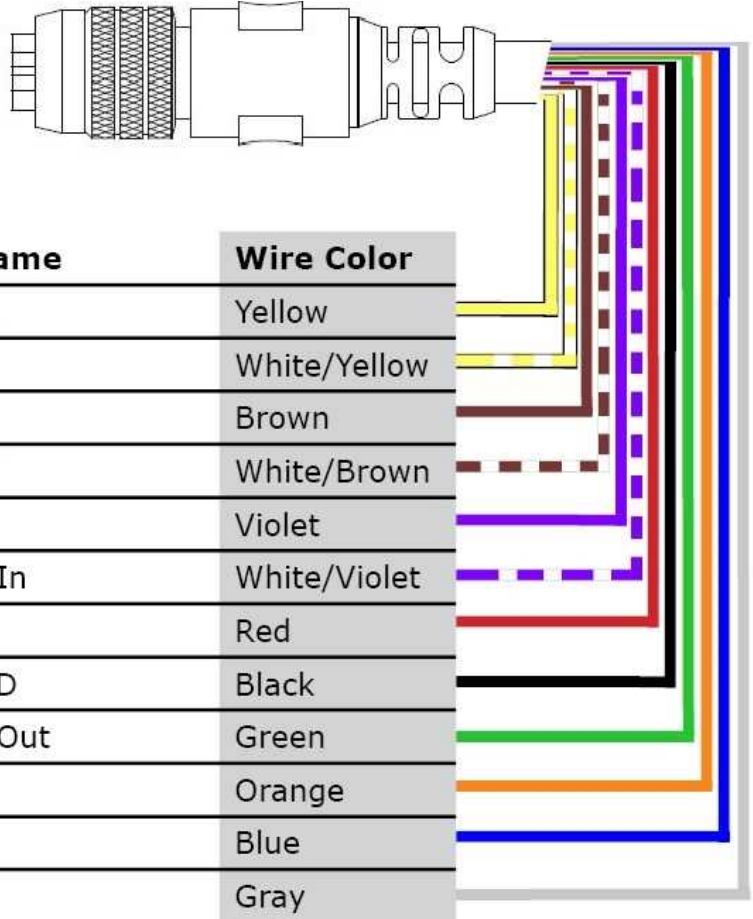 ame Wire Color
Yellow
White/Yellow
Brown
White/Brown
Violet
In White/Violet
Red
D Black
Out Green
Orange
Blue
Gray